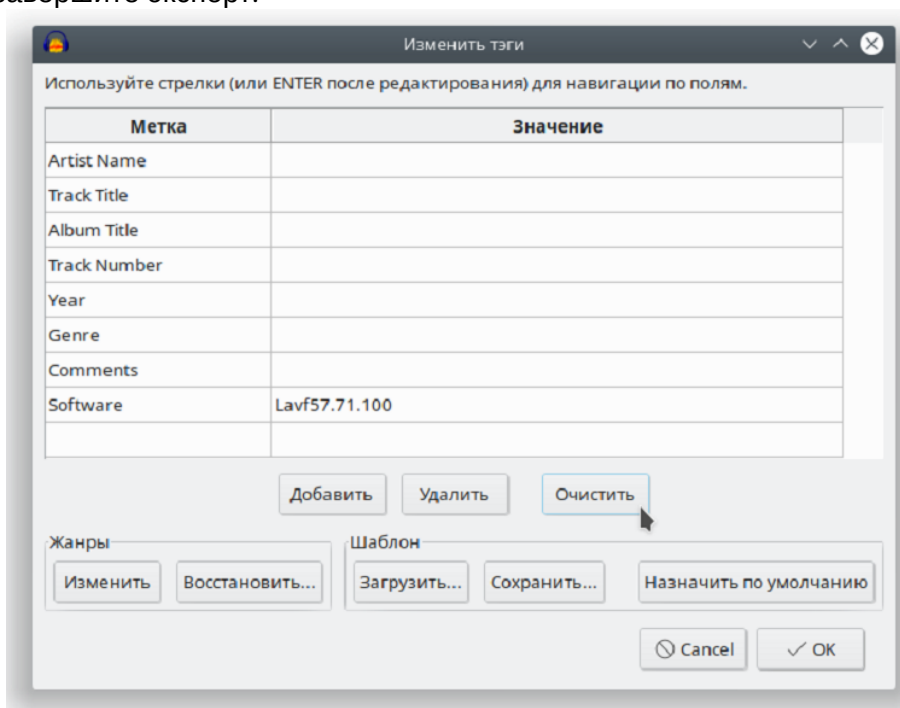 завершите экспорт.
Изменить тэги
Используйте стрелки (или ENTER после редактирования) для навигации по полям.
Метка Значение
Artist Name
Track Title
Album Title
Track Number
Year
Genre
Comments
Software Lavf57.71.100
Добавить Удалить Очистить
Жанры Шаблон
Изменить Восстановить... Загрузить... Сохранить... Назначить по умолчанию
Cancel OK